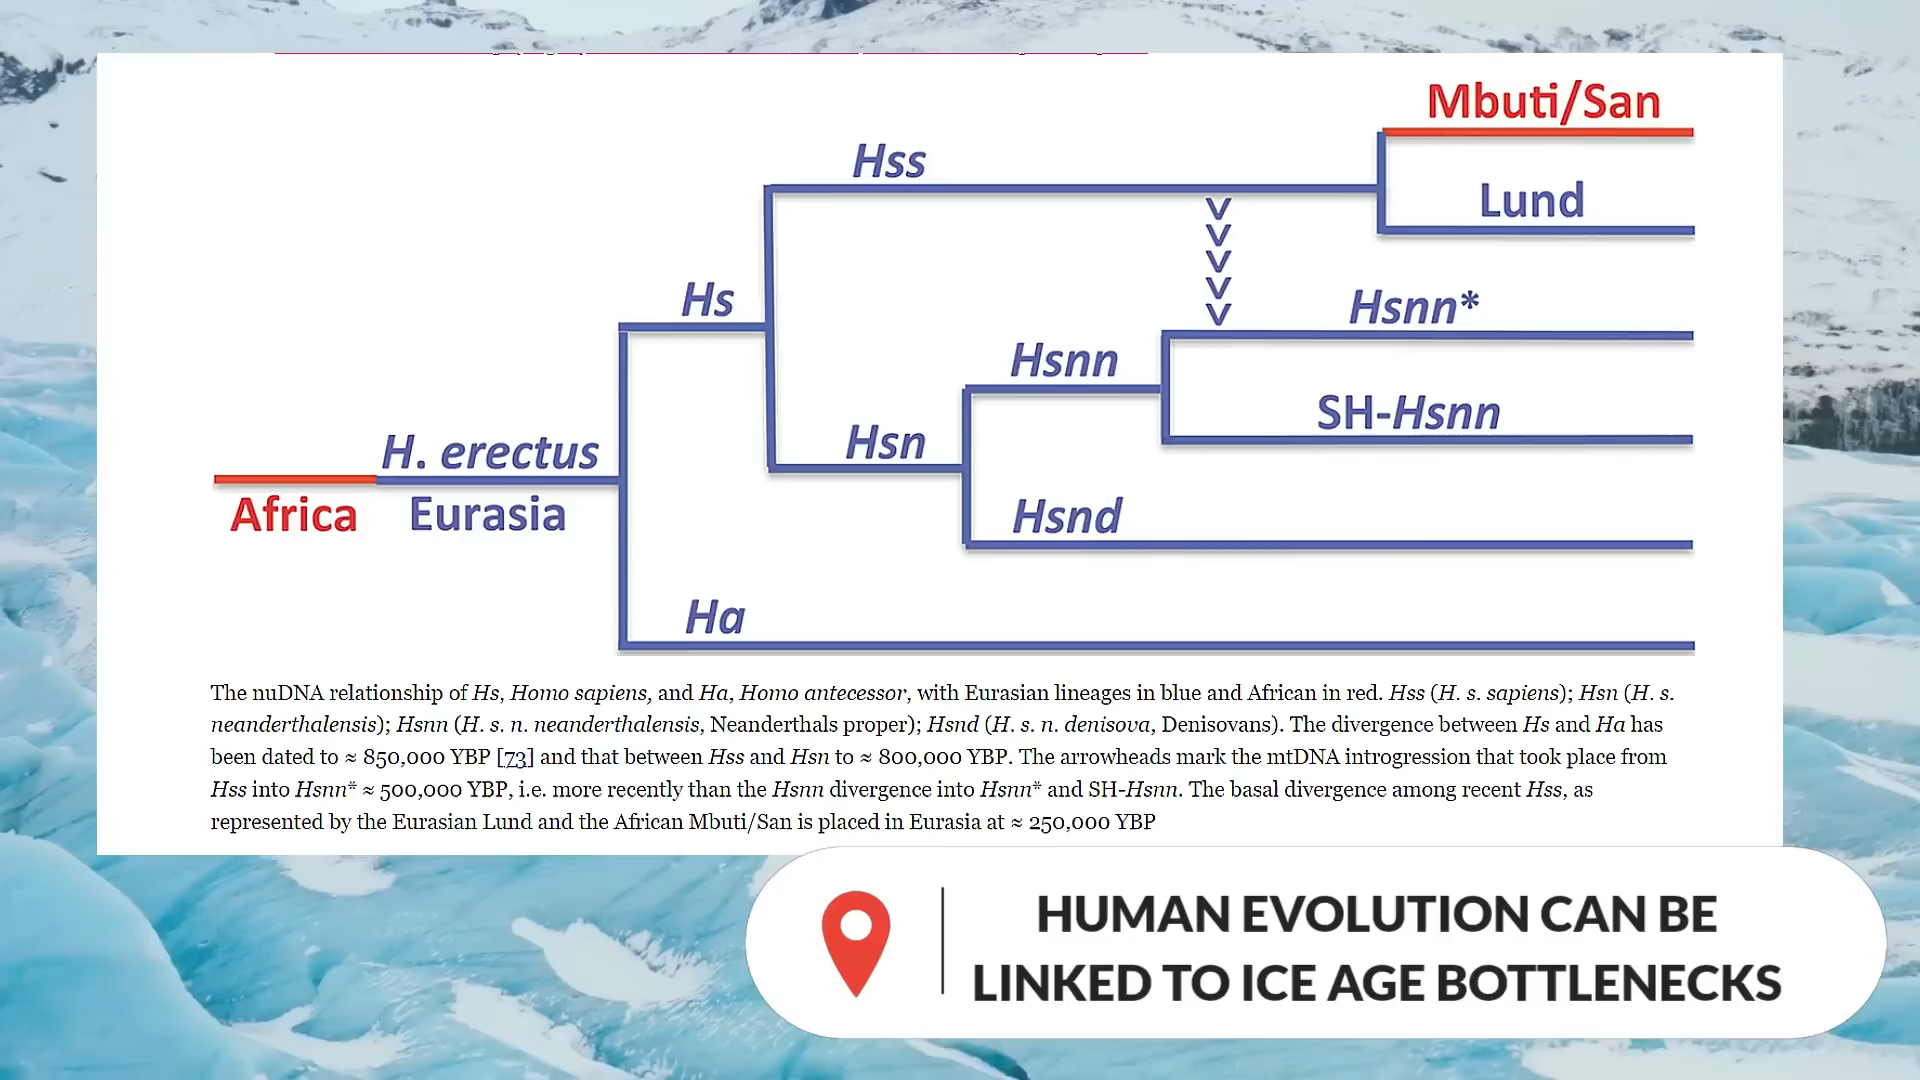 Mbuti/San
Hss
Lund
v
v
v
v
v
Hs
Hsnn*
Hsnn
SH-Hsnn
Hsn
H. erectus
Africa
Eurasia
Hsnd
Ha
The nuDNA relationship of Hs, Homo sapiens, and Ha, Homo antecessor, with Eurasian lineages in blue and African in red. Hss (H. s. sapiens); Hsn (H. s.
neanderthalensis); Hsnn (H. s. n. neanderthalensis, Neanderthals proper); Hsnd (H. s. n. denisova, Denisovans). The divergence between Hs and Ha has
been dated to ≈ 850,000 YBP [73] and that between Hss and Hsn to ≈ 800,000 YBP. The arrowheads mark the mtDNA introgression that took place from
Hss into Hsnn* ≈ 500,000 YBP, i.e. more recently than the Hsnn divergence into Hsnn* and SH-Hsnn. The basal divergence among recent Hss, as
represented by the Eurasian Lund and the African Mbuti/San is placed in Eurasia at ≈ 250,000 YBP
HUMAN EVOLUTION CAN BE
LINKED TO ICE AGE BOTTLENECKS